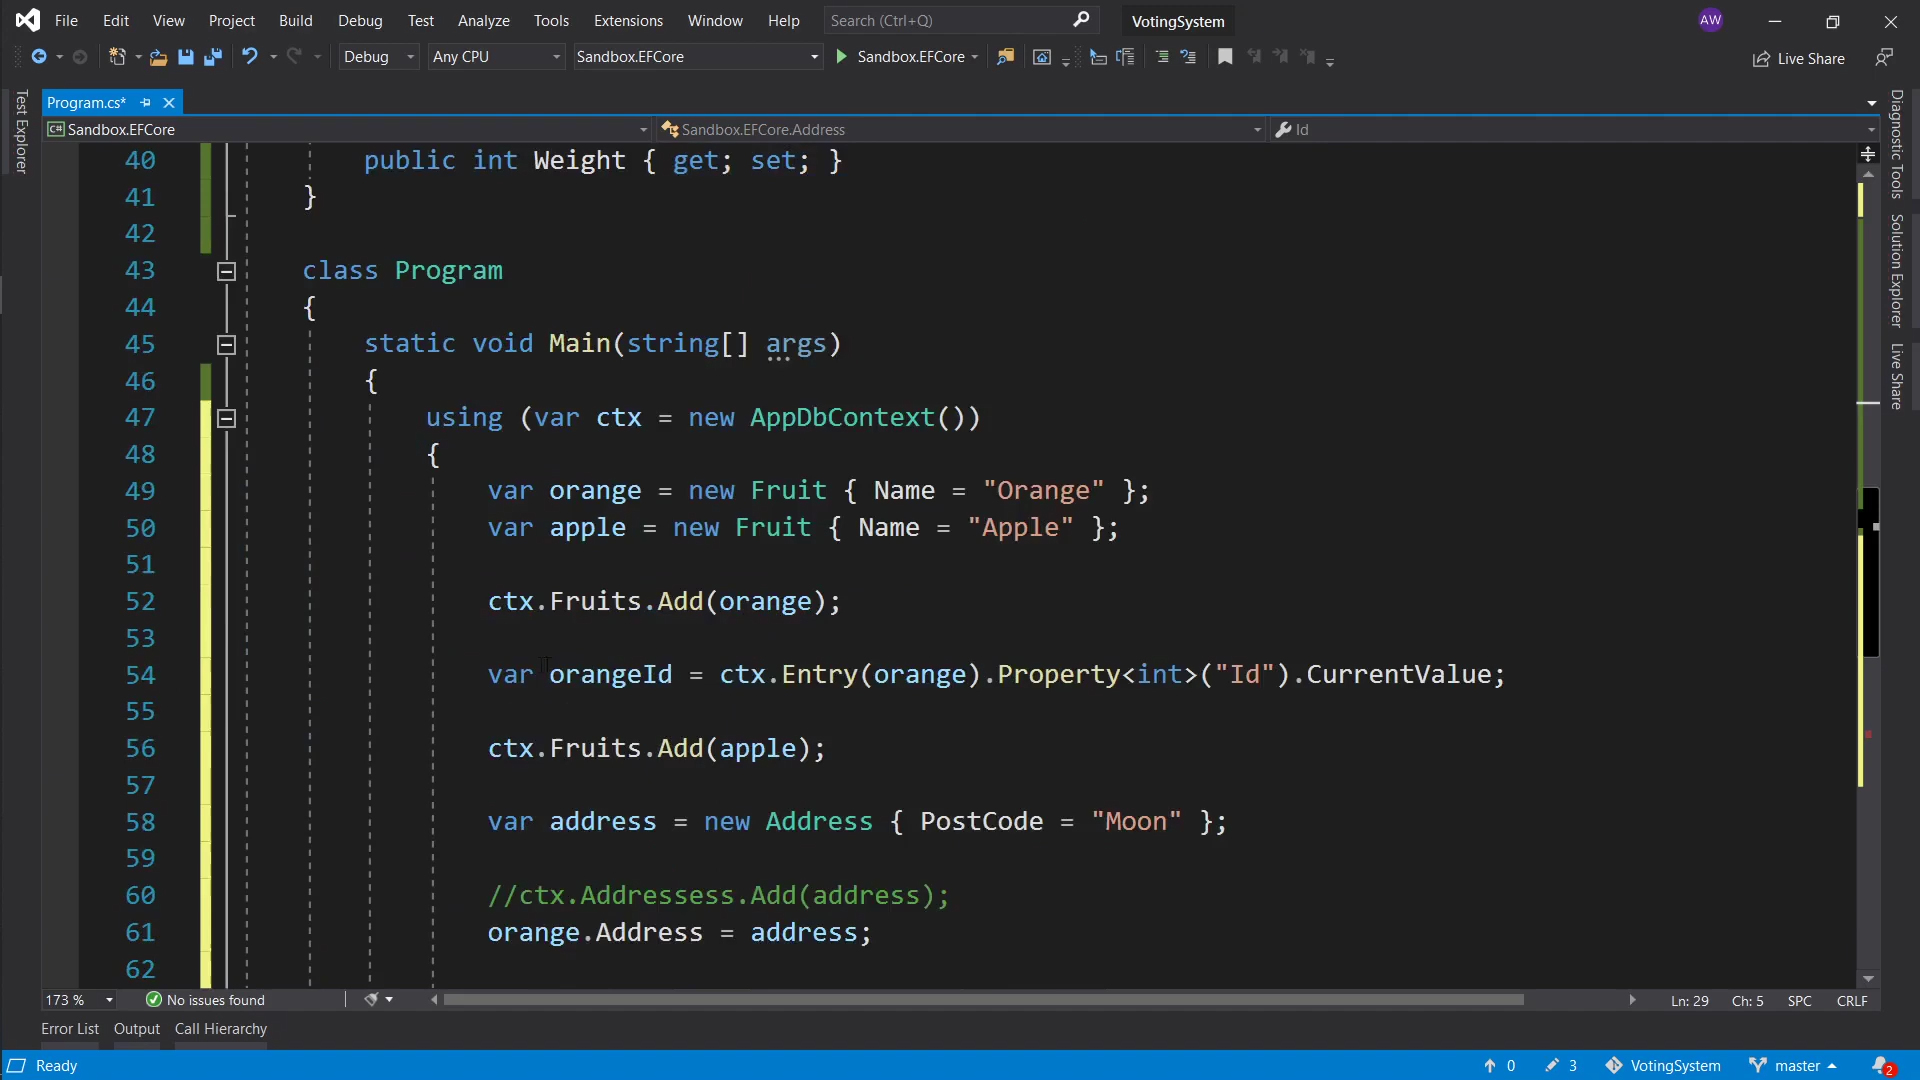 File Edit View Project Build Debug Test Analyze Tools Extensions Window Help Search (Ctrl+Q) VotingSystem AW
Debug Any CPU Sandbox.EFCore Sandbox.EFCore Live Share
Test Explorer
Program.cs*
Sandbox.EFCore Sandbox.EFCore.Address Id
40 public int Weight { get; set; }
41 }
42
43 class Program
44 {
45 static void Main(string[] args)
46 {
47 using (var ctx = new AppDbContext())
48 {
49 var orange = new Fruit { Name = "Orange" };
50 var apple = new Fruit { Name = "Apple" };
51
52 ctx.Fruits.Add(orange);
53
54 var orangeId = ctx.Entry(orange).Property<int>("Id").CurrentValue;
55
56 ctx.Fruits.Add(apple);
57
58 var address = new Address { PostCode = "Moon" };
59
60 //ctx.Addressess.Add(address);
61 orange.Address = address;
62
Diagnostic Tools
Solution Explorer
Live Share
173 % No issues found Ln: 29 Ch: 5 SPC CRLF
Error List Output Call Hierarchy
Ready 0 3 VotingSystem master 2